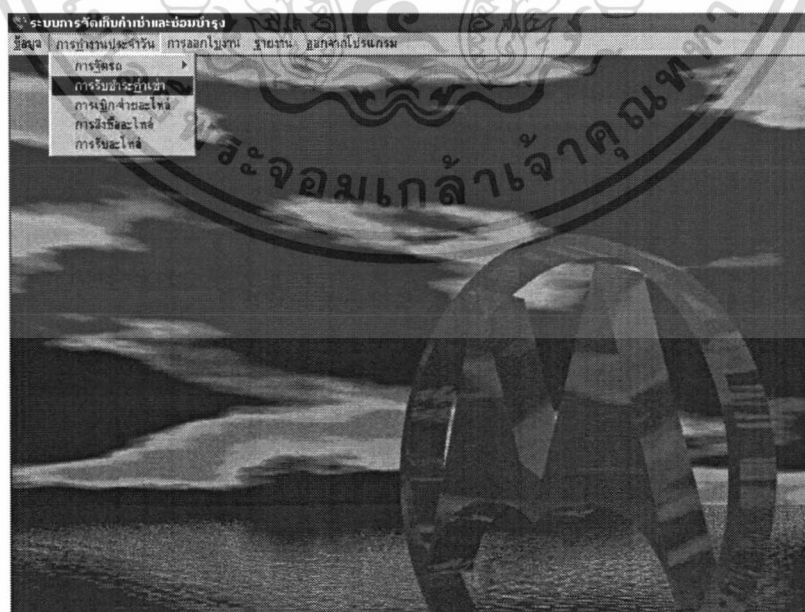 ระบบการจัดเก็บค่าเช่าและซ่อมบำรุง
ข้อมูล การทำงานประจำวัน การออกใบงาน รายงาน ออกจากโปรแกรม
การจัดรถ
การรับชำระค่าเช่า
การเบิกจ่ายอะไหล่
การสั่งซื้ออะไหล่
การรับอะไหล่
พระจอมเกล้าเจ้าคุณทหาร